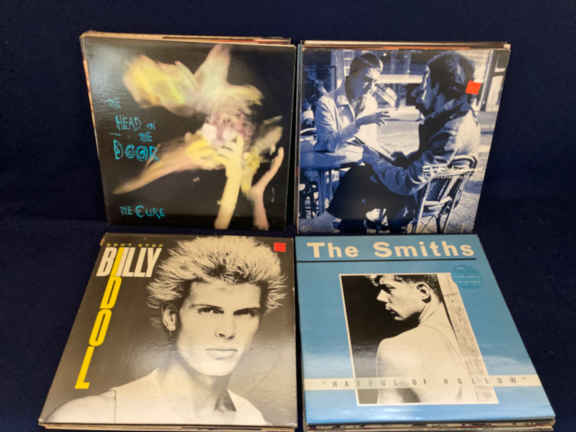 THE
HEAD ON
THE
DOOR
THE CURE
BILLY
IDOL
The Smiths
"HATFUL OF HOLLOW"